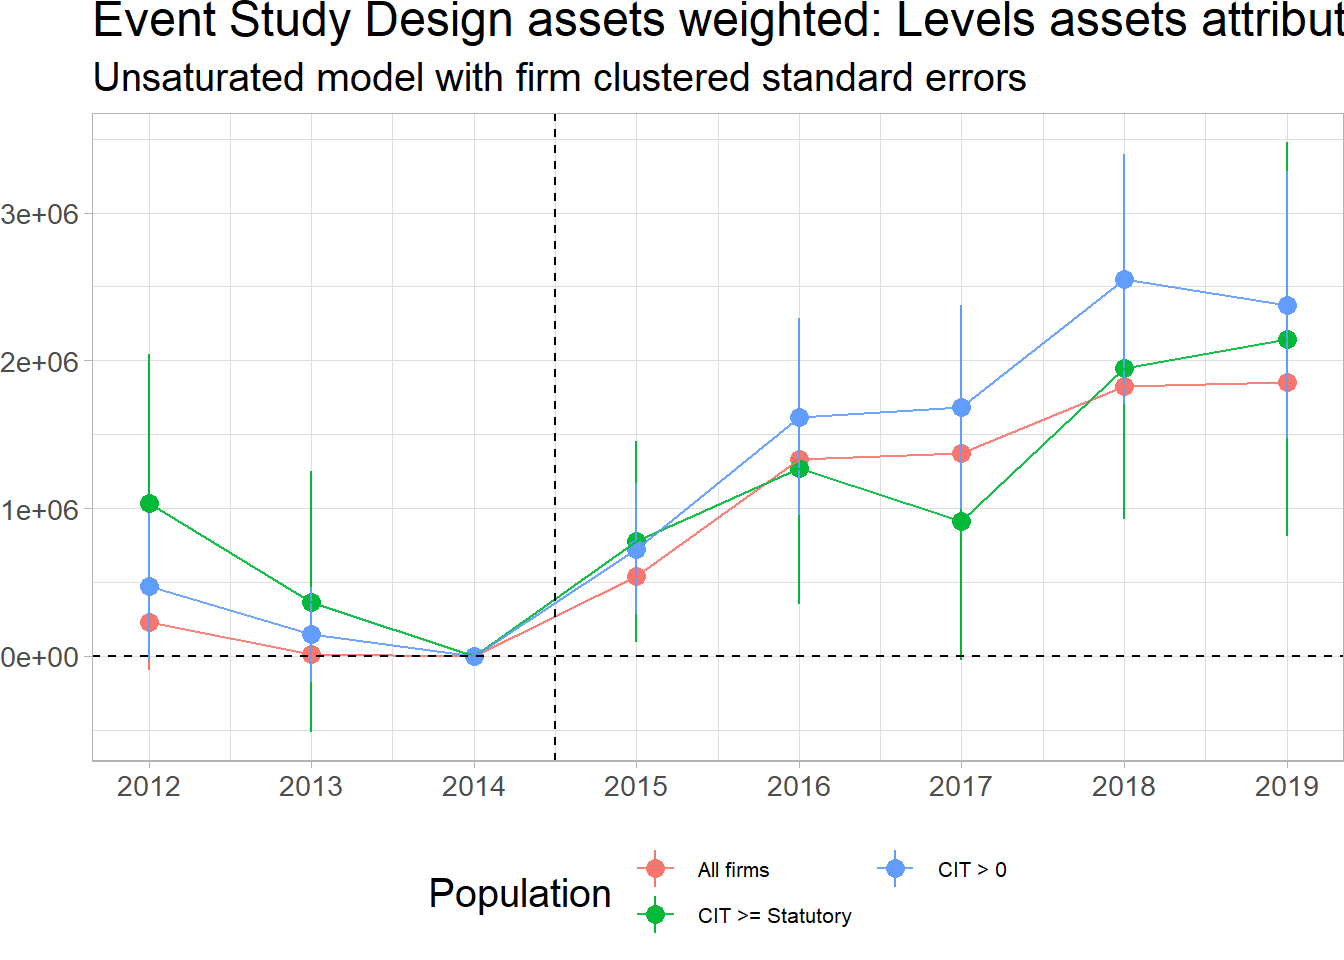 Event Study Design assets weighted: Levels assets attribut
Unsaturated model with firm clustered standard errors
3e+06
2e+06
1e+06
0e+00
2012 2013 2014 2015 2016 2017 2018 2019
Population
All firms
CIT >= Statutory
CIT > 0